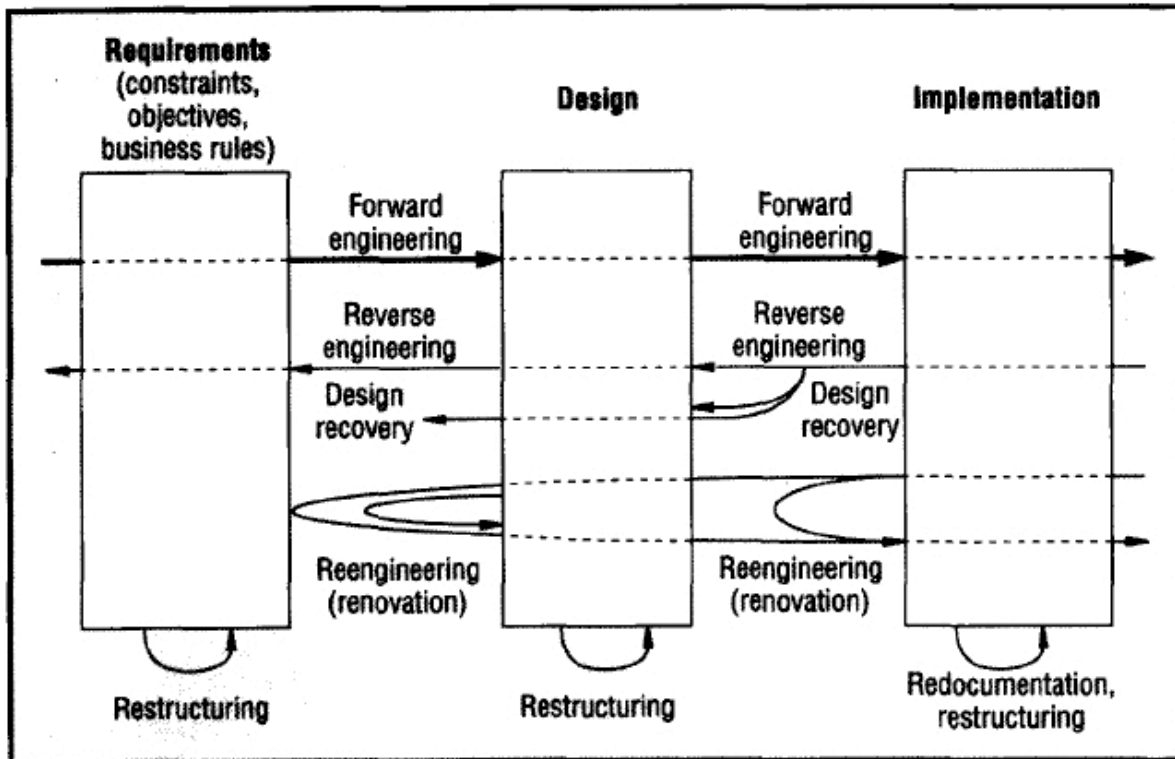 Requirements
(constraints,
objectives,
business rules)
Design
Implementation
Forward
engineering
Forward
engineering
Reverse
engineering
Reverse
engineering
Design
recovery
Design
recovery
Reengineering
(renovation)
Reengineering
(renovation)
Restructuring
Restructuring
Redocumentation,
restructuring